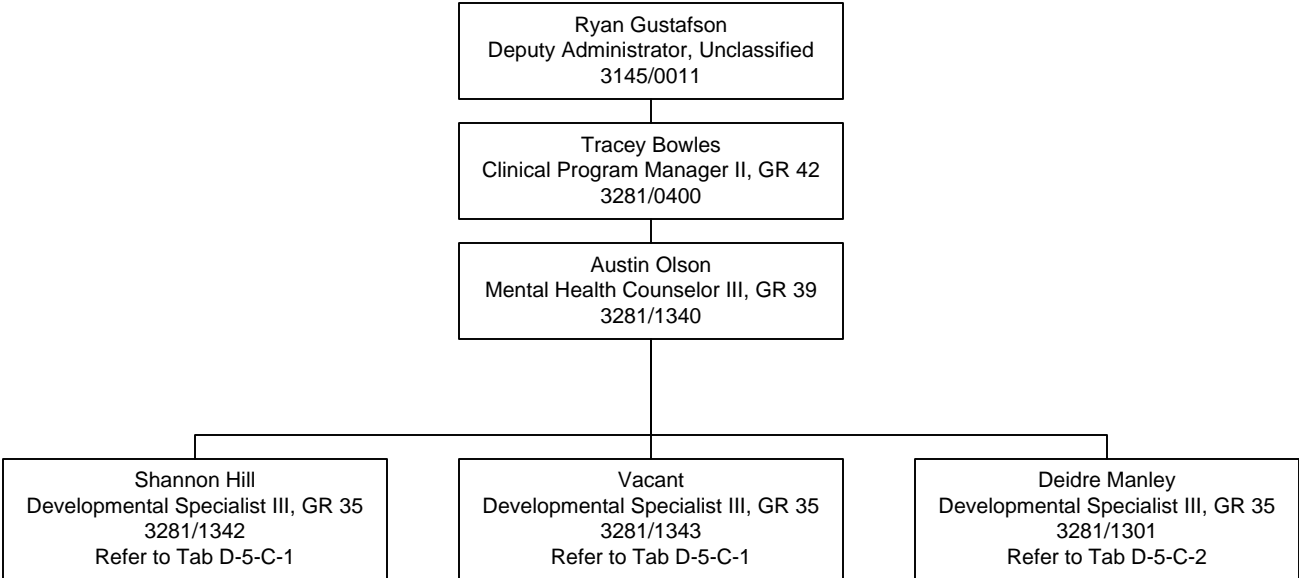 Ryan Gustafson
Deputy Administrator, Unclassified
3145/0011
Tracey Bowles
Clinical Program Manager II, GR 42
3281/0400
Austin Olson
Mental Health Counselor III, GR 39
3281/1340
Shannon Hill
Developmental Specialist III, GR 35
3281/1342
Refer to Tab D-5-C-1
Vacant
Developmental Specialist III, GR 35
3281/1343
Refer to Tab D-5-C-1
Deidre Manley
Developmental Specialist III, GR 35
3281/1301
Refer to Tab D-5-C-2